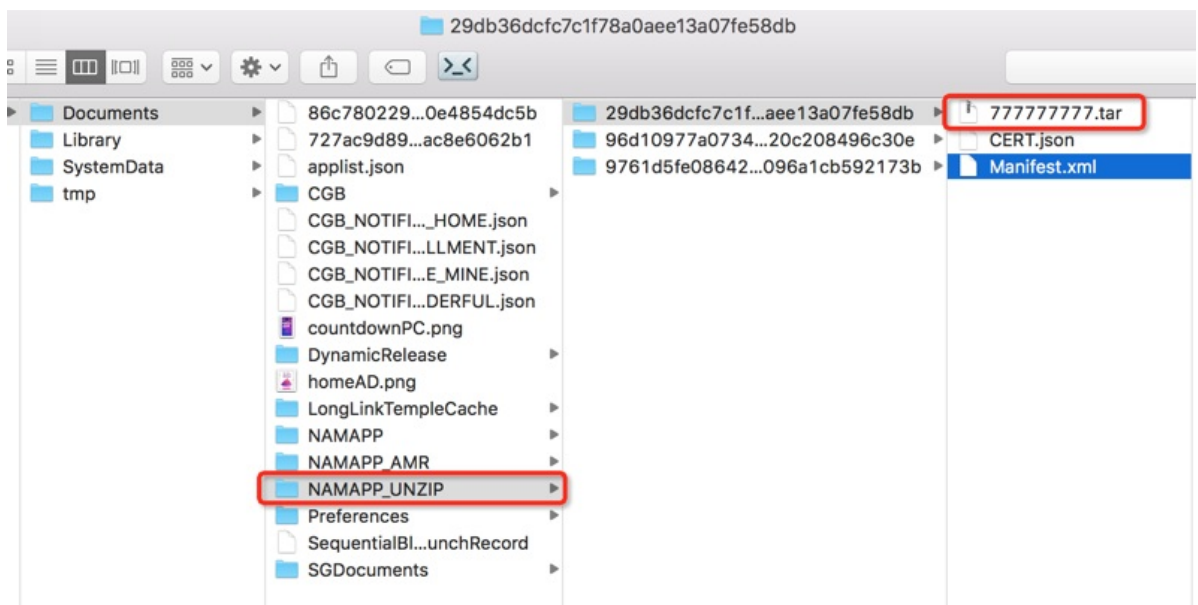 29db36dcfc7c1f78a0aee13a07fe58db
Documents
Library
SystemData
tmp
86c780229...0e4854dc5b
727ac9d89...ac8e6062b1
applist.json
CGB
CGB_NOTIFI..._HOME.json
CGB_NOTIFI...LLMENT.json
CGB_NOTIFI...E_MINE.json
CGB_NOTIFI...DERFUL.json
countdownPC.png
DynamicRelease
homeAD.png
LongLinkTempleCache
NAMAPP
NAMAPP_AMR
NAMAPP_UNZIP
Preferences
SequentialBl...unchRecord
SGDocuments
29db36dcfc7c1f...aee13a07fe58db
96d10977a0734...20c208496c30e
9761d5fe08642...096a1cb592173b
777777777.tar
CERT.json
Manifest.xml